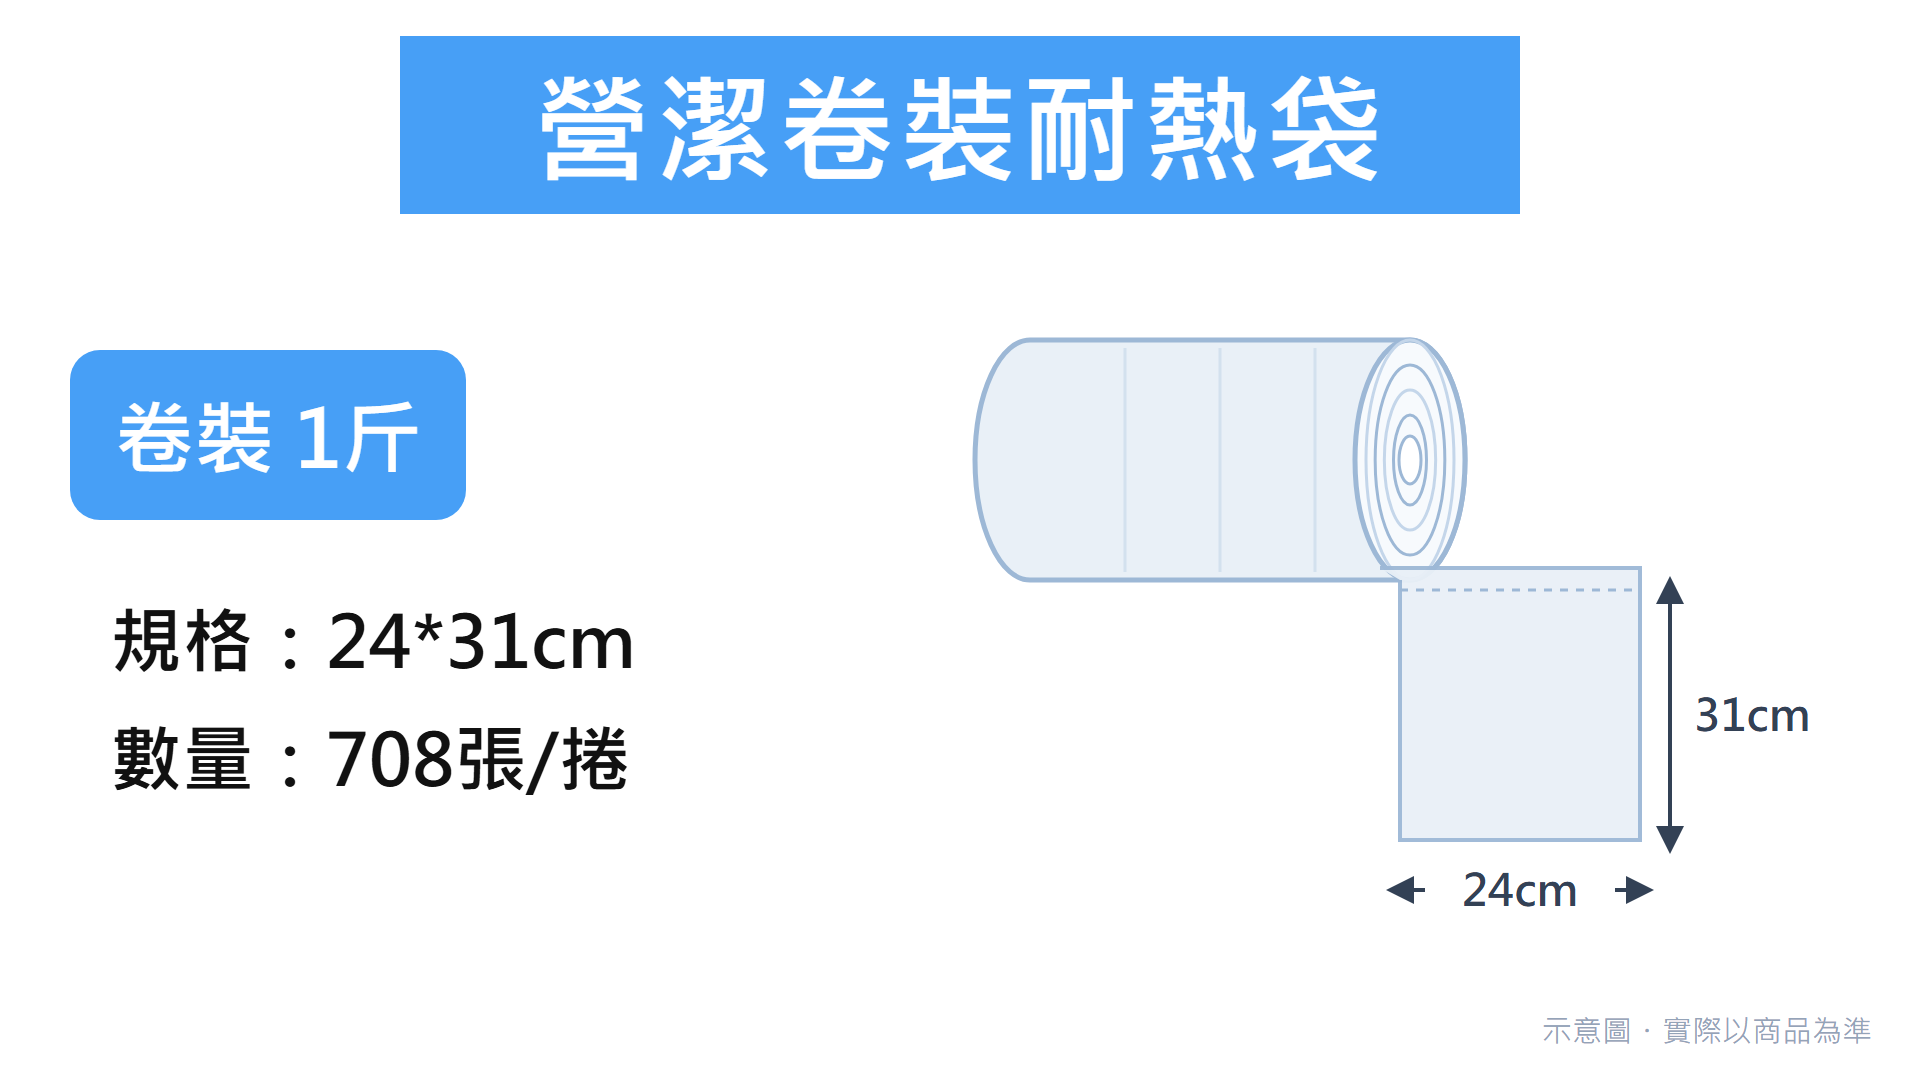 營潔卷裝耐熱袋
卷裝 1斤
規格：24*31cm
數量：708張/捲
31cm
24cm
示意圖・實際以商品為準